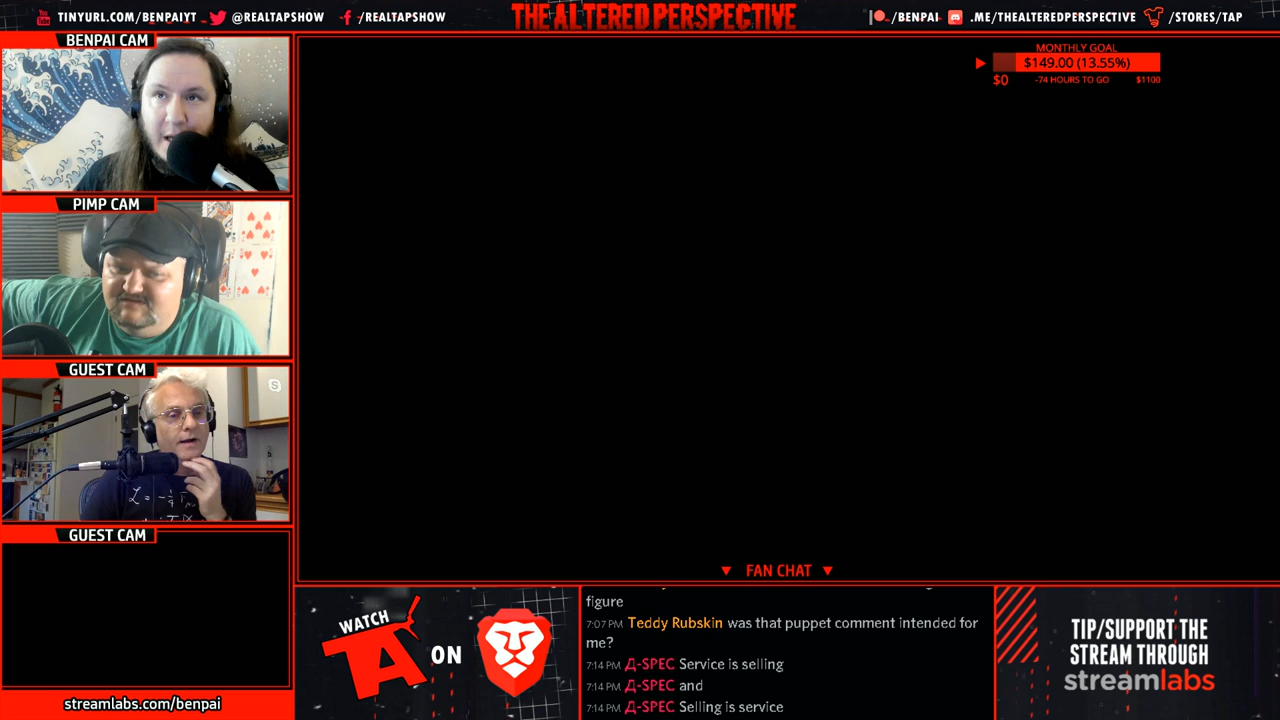 TINYURL.COM/BENPAIYT @REALTAPSHOW /REALTAPSHOW THE ALTERED PERSPECTIVE /BENPAI .ME/THEALTEREDPERSPECTIVE /STORES/TAP
BENPAI CAM
MONTHLY GOAL
$149.00 (13.55%)
$0 -74 HOURS TO GO $1100
PIMP CAM
GUEST CAM
GUEST CAM
FAN CHAT
WATCH
TA ON
figure
7:07 PM Teddy Rubskin was that puppet comment intended for
me?
7:14 PM Д-SPEC Service is selling
7:14 PM Д-SPEC and
7:14 PM Д-SPEC Selling is service
TIP/SUPPORT THE
STREAM THROUGH
streamlabs
streamlabs.com/benpai